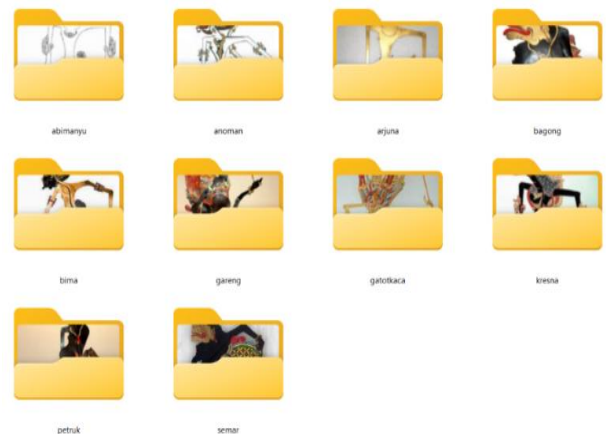 abimanyu
anoman
arjuna
bagong
bima
gareng
gatotkaca
kresna
petruk
semar